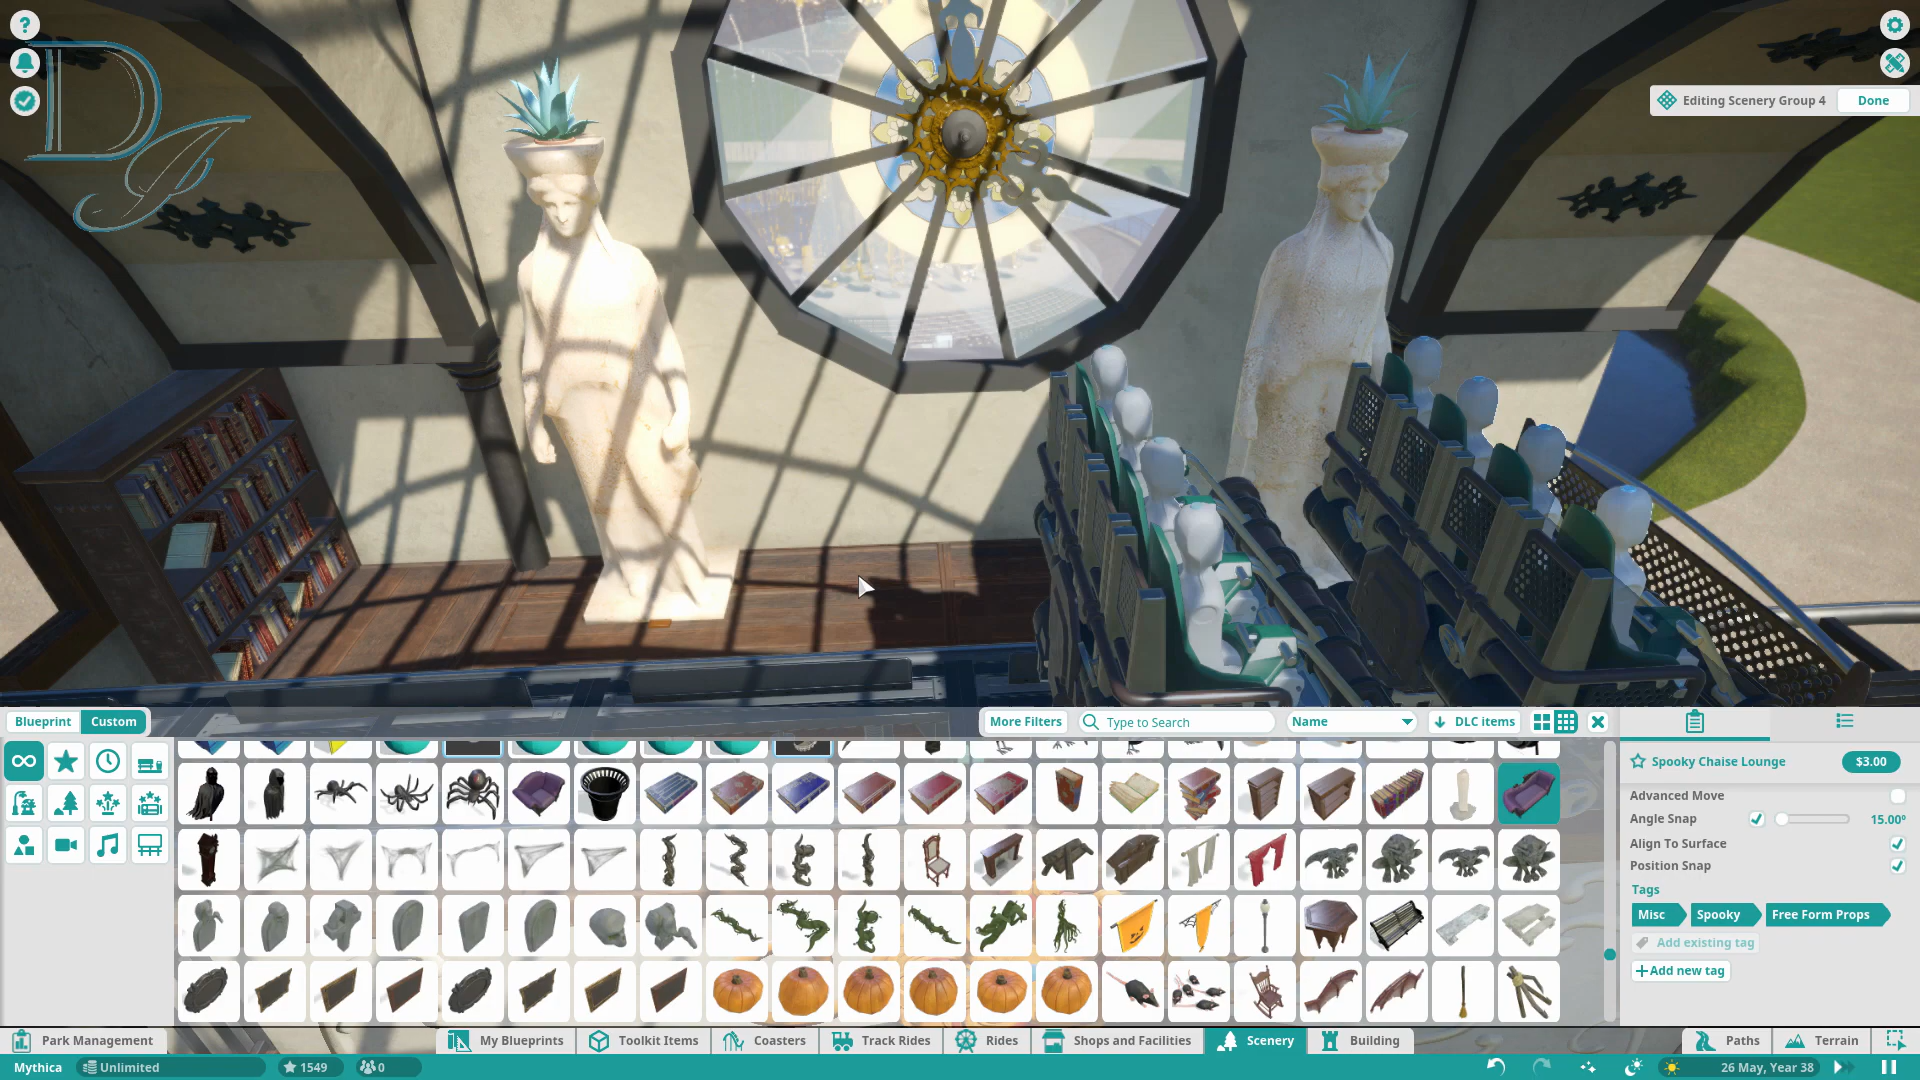 ?
DJ
Editing Scenery Group 4
Done
Blueprint
Custom
More Filters
Type to Search
Name
DLC items
Spooky Chaise Lounge
$3.00
Advanced Move
Angle Snap
15.00º
Align To Surface
Position Snap
Tags
Misc
Spooky
Free Form Props
Add existing tag
+Add new tag
Park Management
My Blueprints
Toolkit Items
Coasters
Track Rides
Rides
Shops and Facilities
Scenery
Building
Paths
Terrain
Mythica
Unlimited
1549
0
26 May, Year 38